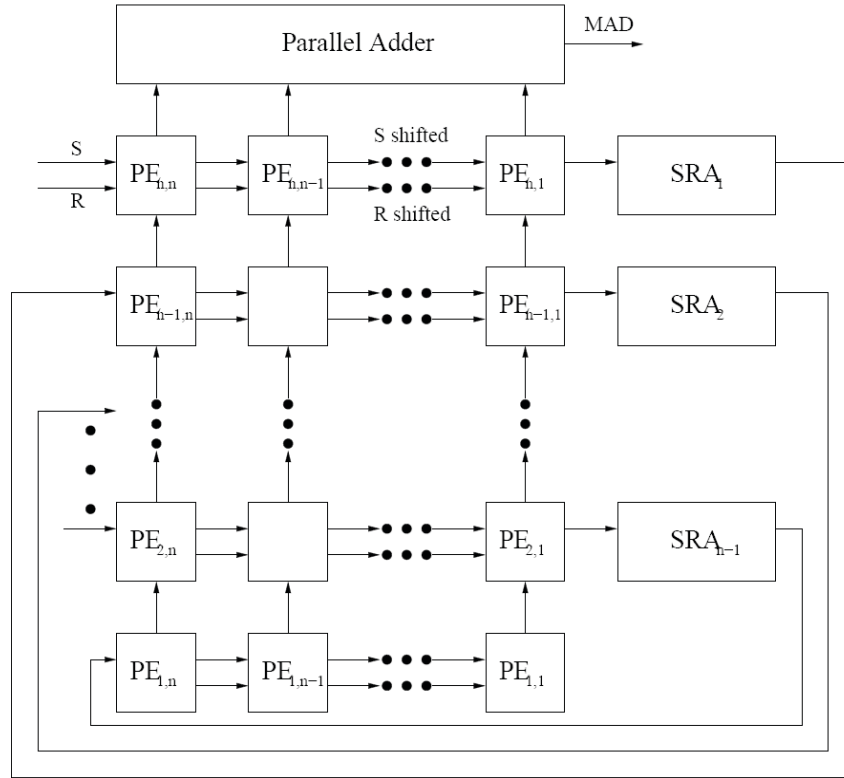 Parallel Adder
MAD
S
R
S shifted
R shifted
PE n,n
PE n,n−1
PE n,1
SRA 1
PE n−1,n
PE n−1,1
SRA 2
PE 2,n
PE 2,1
SRA n−1
PE 1,n
PE 1,n−1
PE 1,1